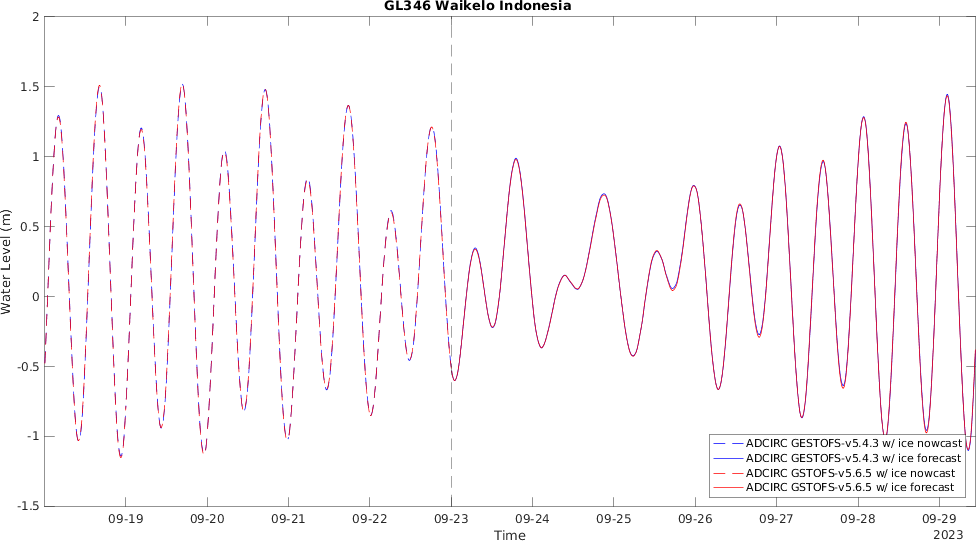 GL346 Waikelo Indonesia
2
1.5
1
0.5
0
-0.5
-1
-1.5
Water Level (m)
ADCIRC GESTOFS-v5.4.3 w/ ice nowcast
ADCIRC GESTOFS-v5.4.3 w/ ice forecast
ADCIRC GSTOFS-v5.6.5 w/ ice nowcast
ADCIRC GSTOFS-v5.6.5 w/ ice forecast
09-19 09-20 09-21 09-22 09-23 09-24 09-25 09-26 09-27 09-28 09-29
Time
2023